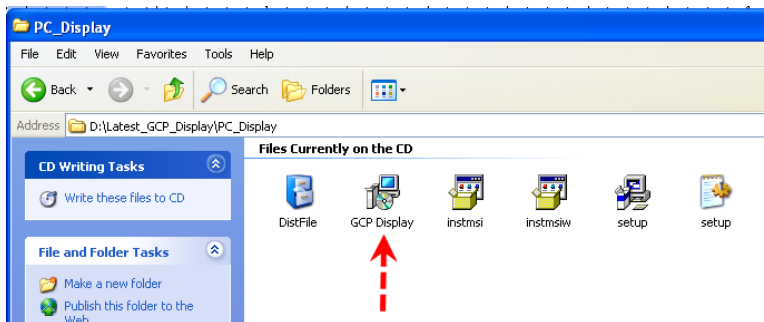 PC_Display
File Edit View Favorites Tools Help
Back Search Folders
Address D:\Latest_GCP_Display\PC_Display
Files Currently on the CD
CD Writing Tasks
Write these files to CD
DistFile GCP Display instmsi instmsiw setup setup
File and Folder Tasks
Make a new folder
Publish this folder to the
Web